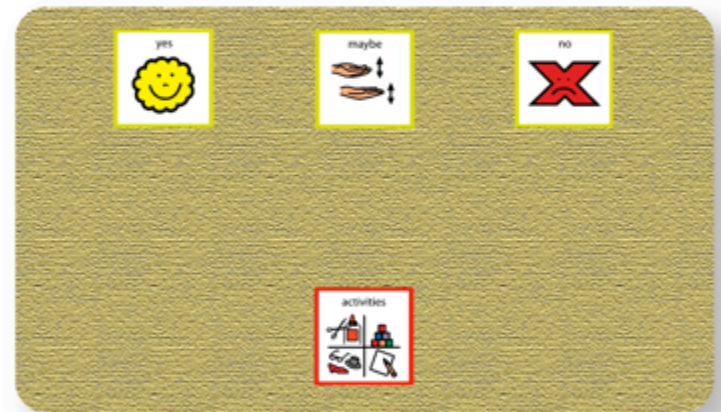 yes
maybe
no
activities